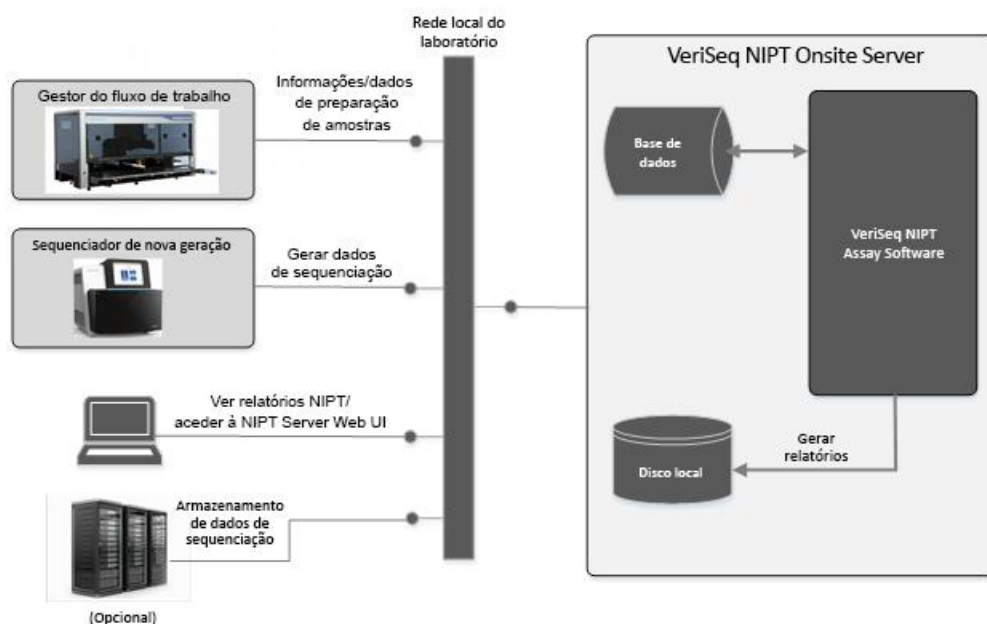 Rede local do
laboratório
VeriSeq NIPT Onsite Server
Gestor do fluxo de trabalho
Informações/dados
de preparação
de amostras
Base de
dados
VeriSeq NIPT
Assay Software
Sequenciador de nova geração
Gerar dados
de sequenciação
Ver relatórios NIPT/
aceder à NIPT Server Web UI
Gerar
relatórios
Disco local
Armazenamento
de dados de
sequenciação
(Opcional)